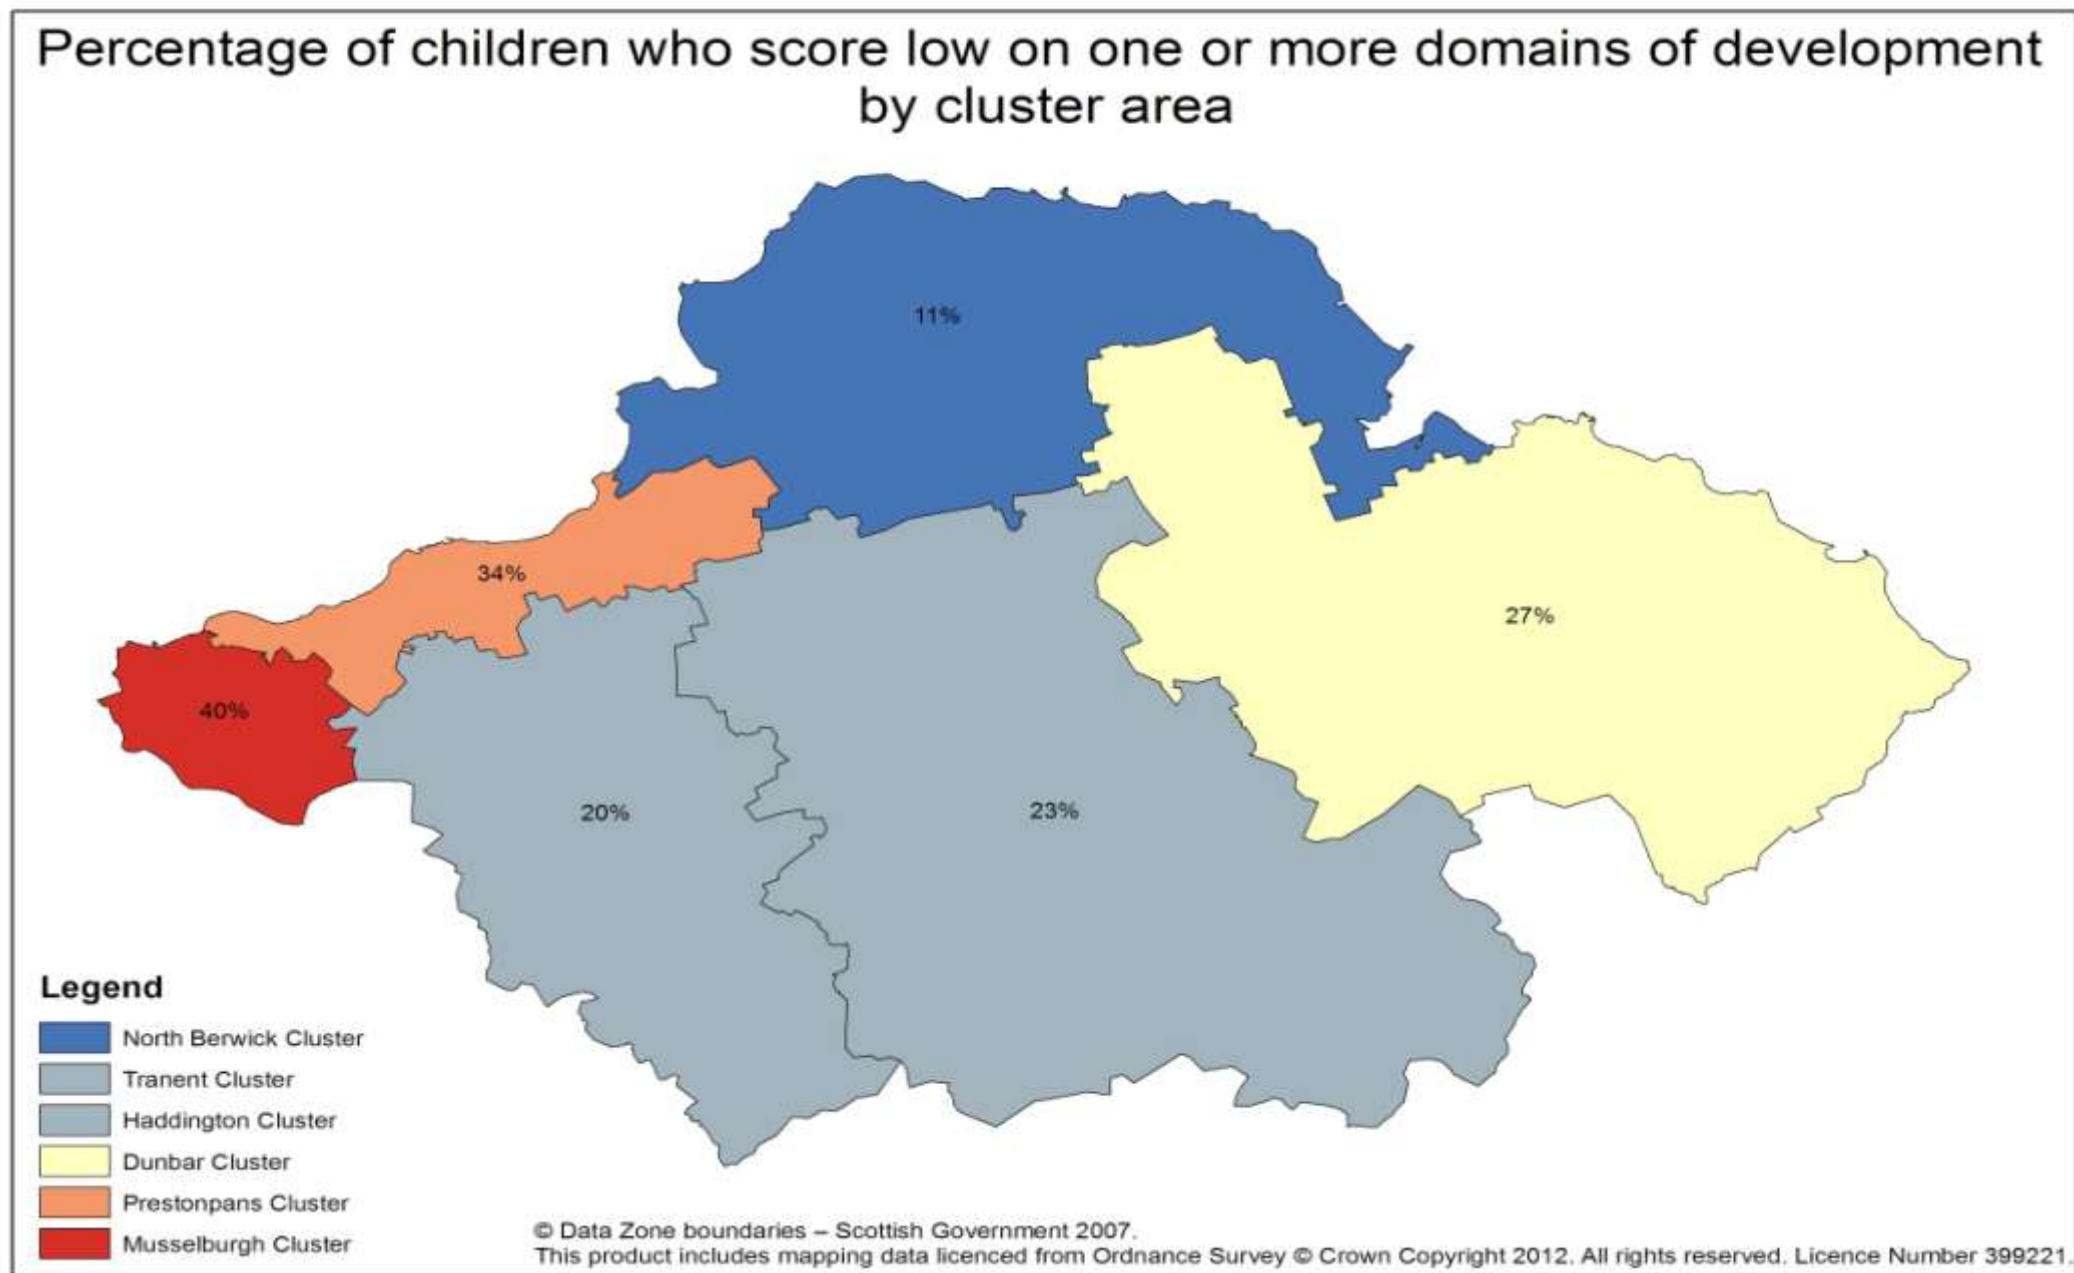 Percentage of children who score low on one or more domains of development
by cluster area
11%
34%
27%
40%
20%
23%
Legend
North Berwick Cluster
Tranent Cluster
Haddington Cluster
Dunbar Cluster
Prestonpans Cluster
Musselburgh Cluster
© Data Zone boundaries – Scottish Government 2007.
This product includes mapping data licenced from Ordnance Survey © Crown Copyright 2012. All rights reserved. Licence Number 399221.